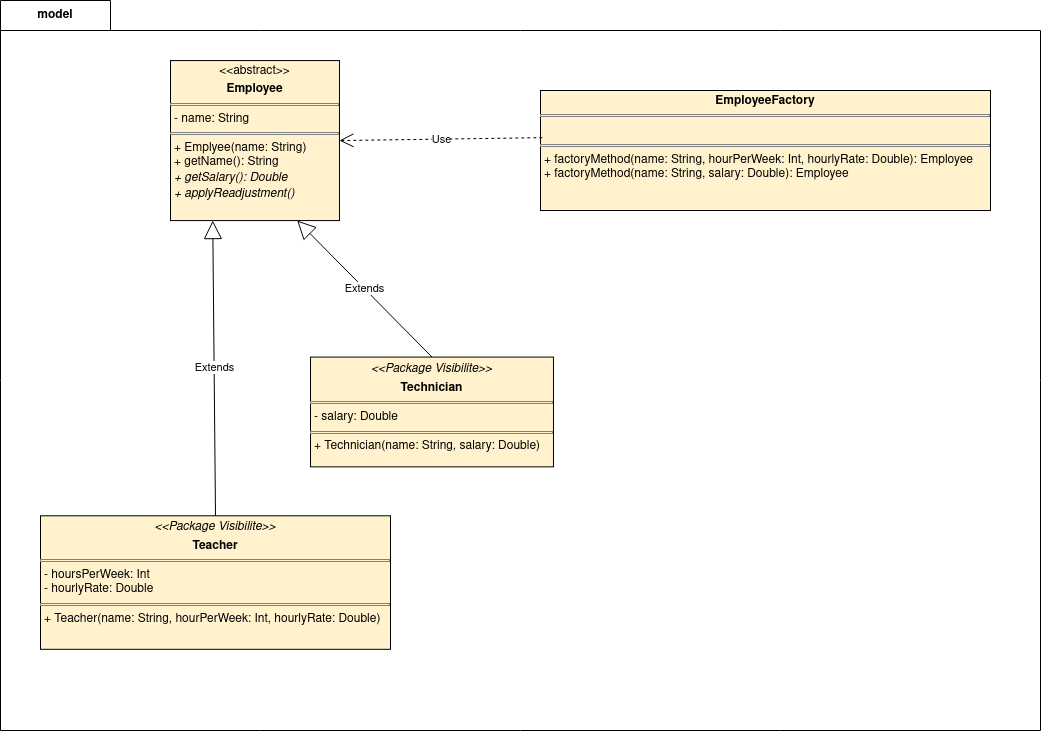 model
<<abstract>>
Employee
- name: String
+ Emplyee(name: String)
+ getName(): String
+ getSalary(): Double
+ applyReadjustment()
EmployeeFactory
+ factoryMethod(name: String, hourPerWeek: Int, hourlyRate: Double): Employee
+ factoryMethod(name: String, salary: Double): Employee
Use
Extends
Extends
<<Package Visibilite>>
Technician
- salary: Double
+ Technician(name: String, salary: Double)
<<Package Visibilite>>
Teacher
- hoursPerWeek: Int
- hourlyRate: Double
+ Teacher(name: String, hourPerWeek: Int, hourlyRate: Double)